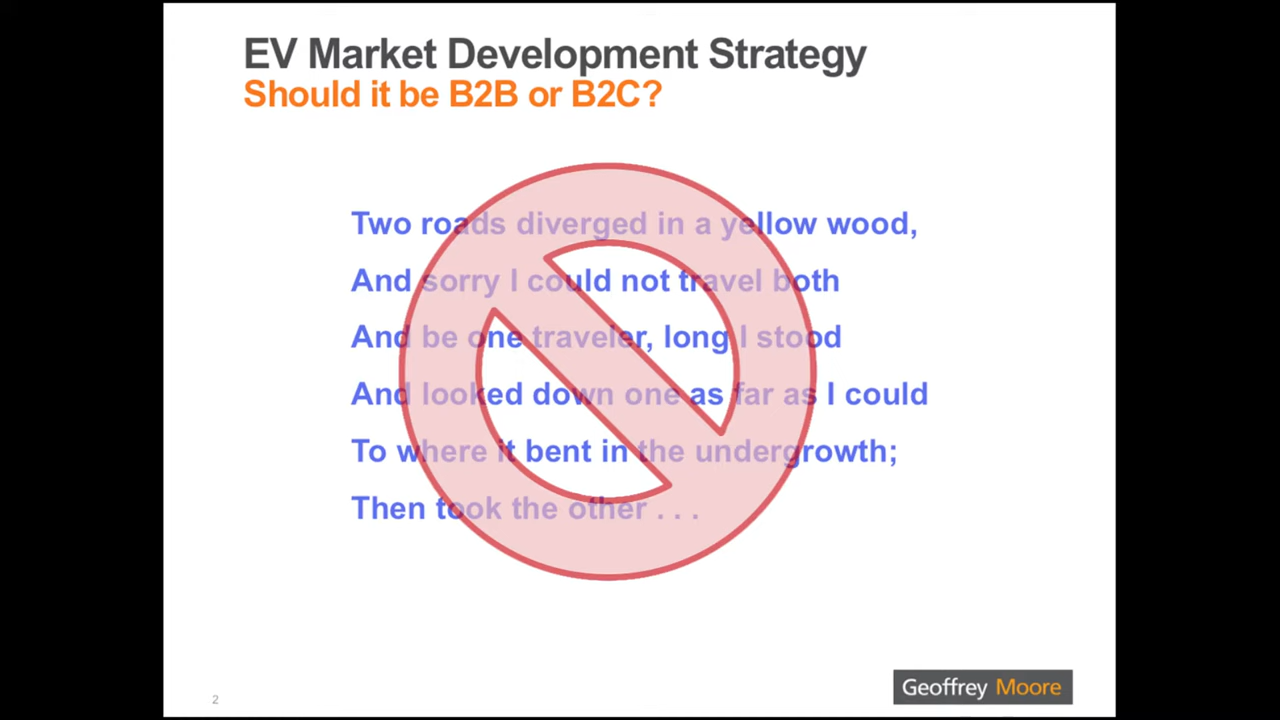 EV Market Development Strategy
Should it be B2B or B2C?
Two roads diverged in a yellow wood,
And sorry I could not travel both
And be one traveler, long I stood
And looked down one as far as I could
To where it bent in the undergrowth;
Then took the other . . .
2
Geoffrey Moore